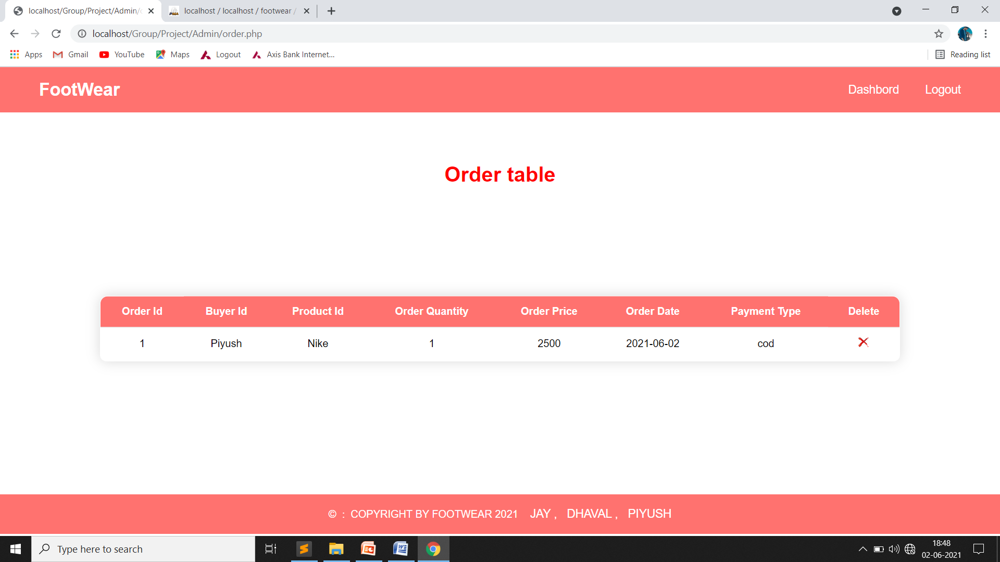 localhost/Group/Project/Admin/
localhost / localhost / footwear /
localhost/Group/Project/Admin/order.php
Apps Gmail YouTube Maps Logout Axis Bank Internet... Reading list
FootWear Dashbord Logout
Order table
Order Id Buyer Id Product Id Order Quantity Order Price Order Date Payment Type Delete
1 Piyush Nike 1 2500 2021-06-02 cod
© : COPYRIGHT BY FOOTWEAR 2021 JAY , DHAVAL , PIYUSH
Type here to search
18:48
02-06-2021